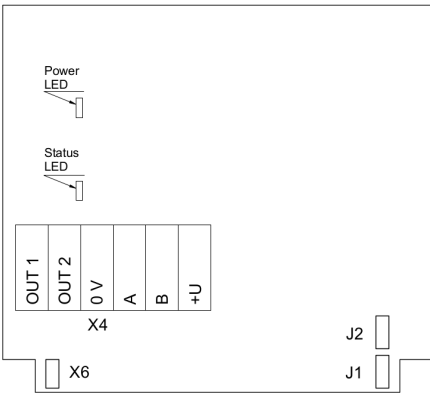 Power
LED
Status
LED
OUT 1
OUT 2
0 V
A
B
+U
X4
J2
X6
J1